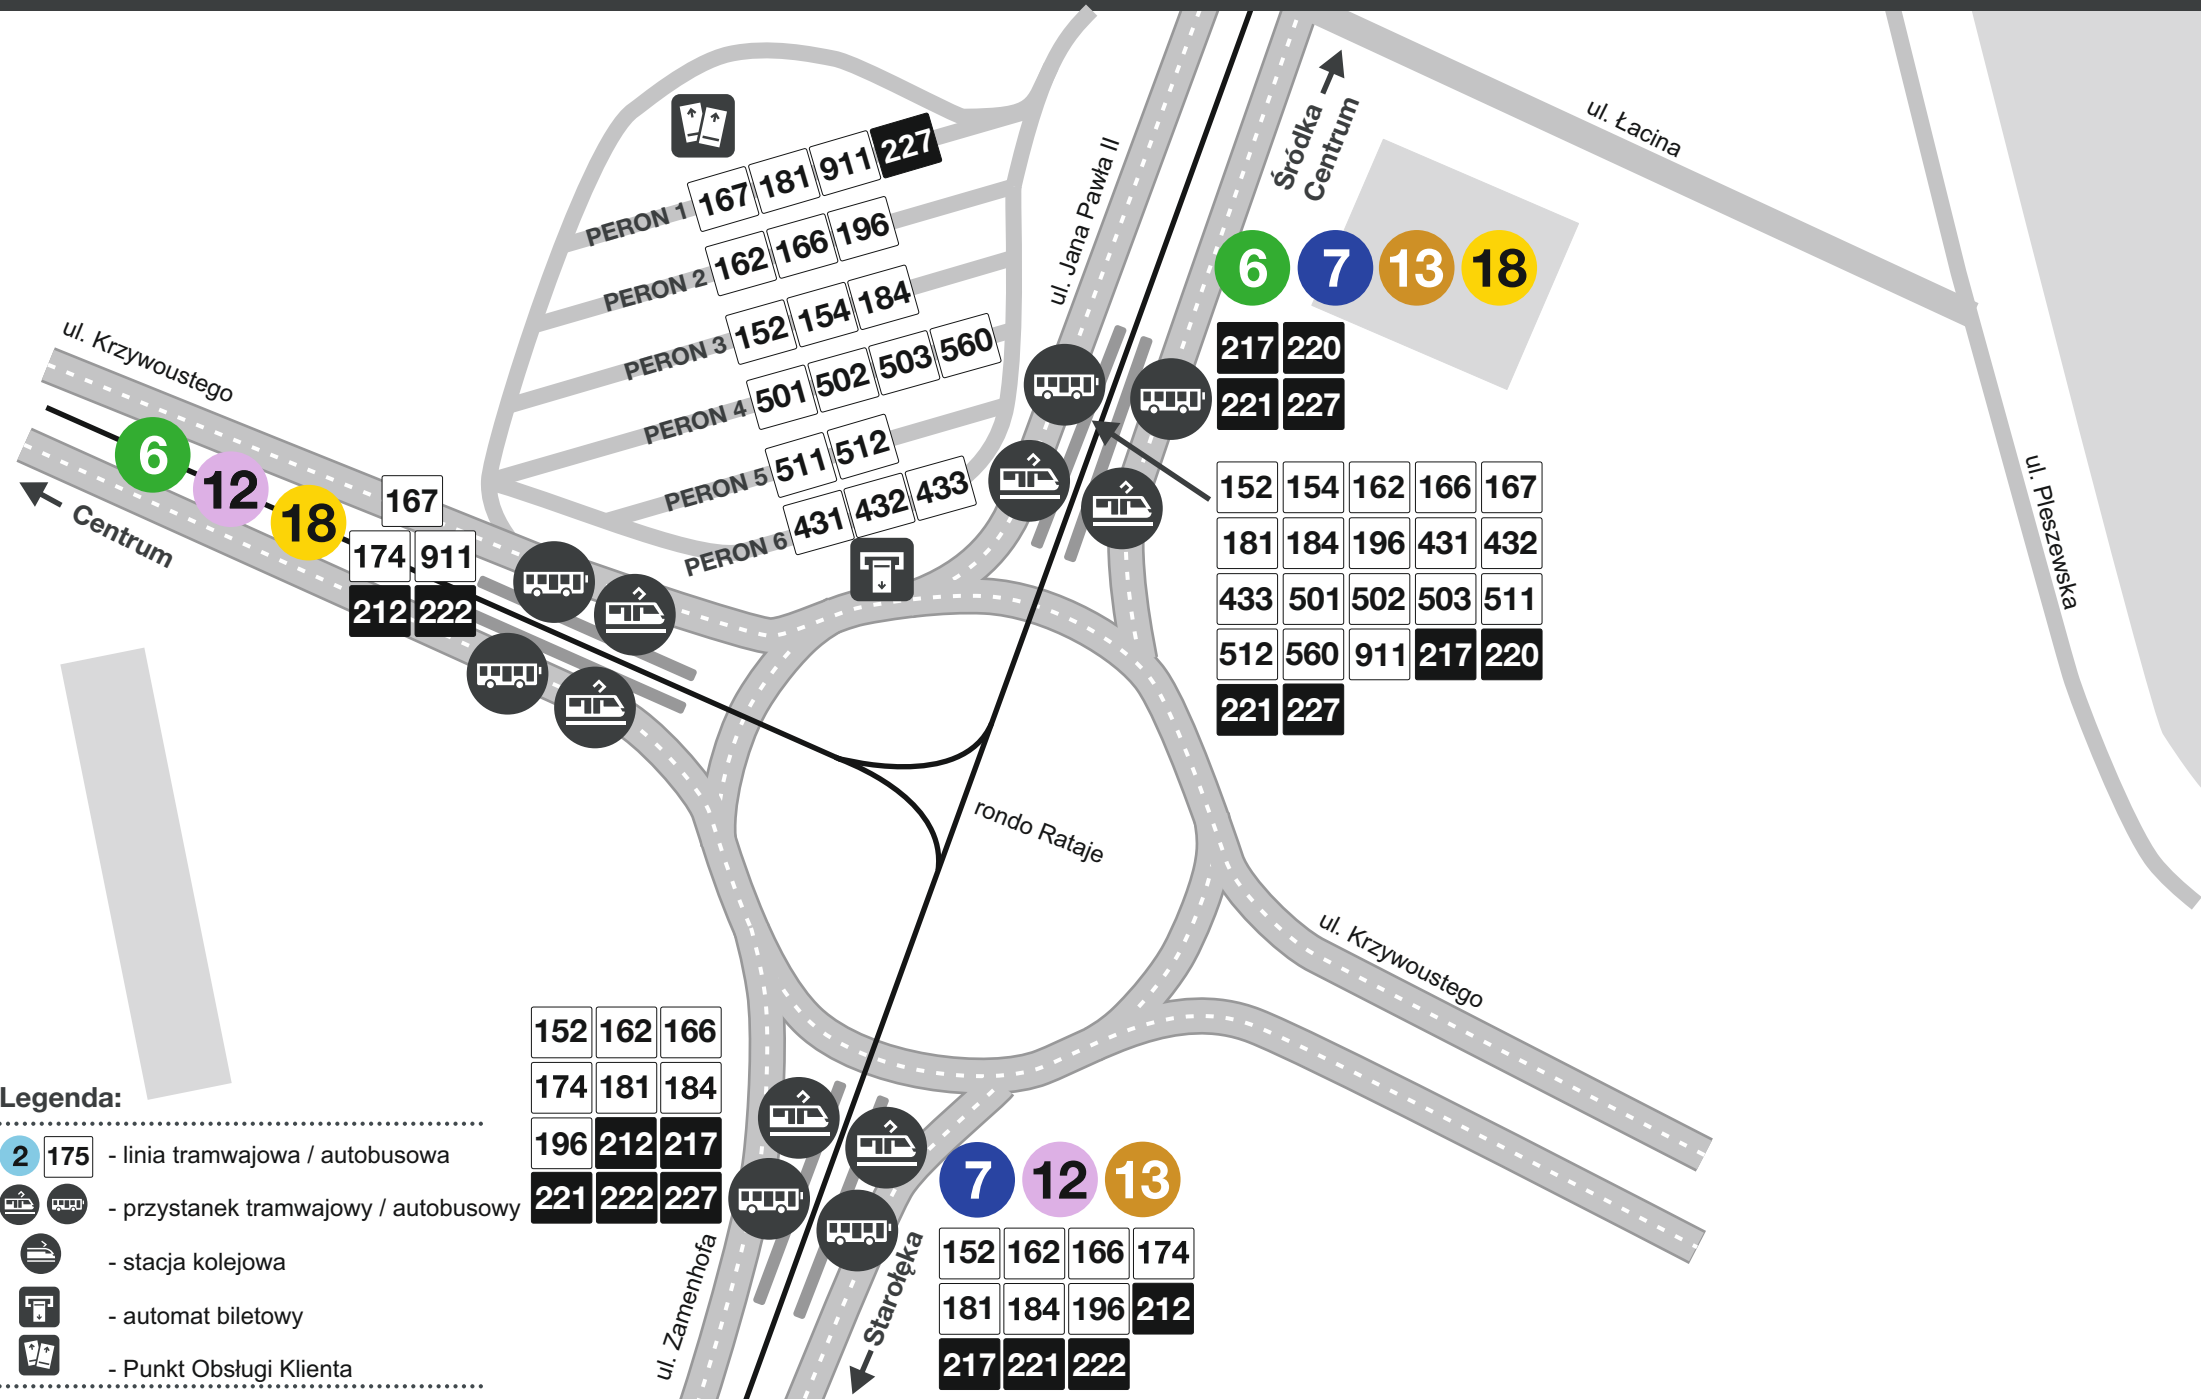 PERON 1 167 181 911 227
PERON 2 162 166 196
PERON 3 152 154 184
PERON 4 501 502 503 560
PERON 5 511 512
PERON 6 431 432 433
ul. Jana Pawła II
Śródka
Centrum
ul. Łacina
6 7 13 18
217 220
221 227
152 154 162 166 167
181 184 196 431 432
433 501 502 503 511
512 560 911 217 220
221 227
ul. Pleszewska
ul. Krzywoustego
6 12 18
Centrum
167
174 911
212 222
rondo Rataje
ul. Krzywoustego
152 162 166
174 181 184
196 212 217
221 222 227
7 12 13
152 162 166 174
181 184 196 212
217 221 222
ul. Zamenhofa
Starołęka
Legenda:
2 175 - linia tramwajowa / autobusowa
- przystanek tramwajowy / autobusowy
- stacja kolejowa
- automat biletowy
- Punkt Obsługi Klienta